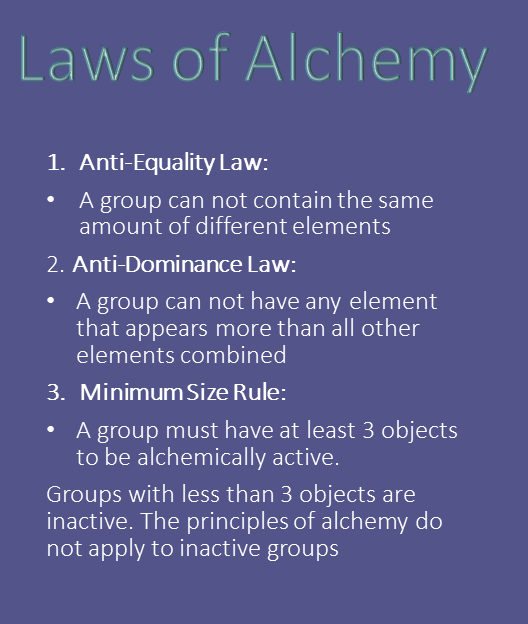 Laws of Alchemy
1. Anti-Equality Law:
• A group can not contain the same
amount of different elements
2. Anti-Dominance Law:
• A group can not have any element
that appears more than all other
elements combined
3. Minimum Size Rule:
• A group must have at least 3 objects
to be alchemically active.
Groups with less than 3 objects are
inactive. The principles of alchemy do
not apply to inactive groups